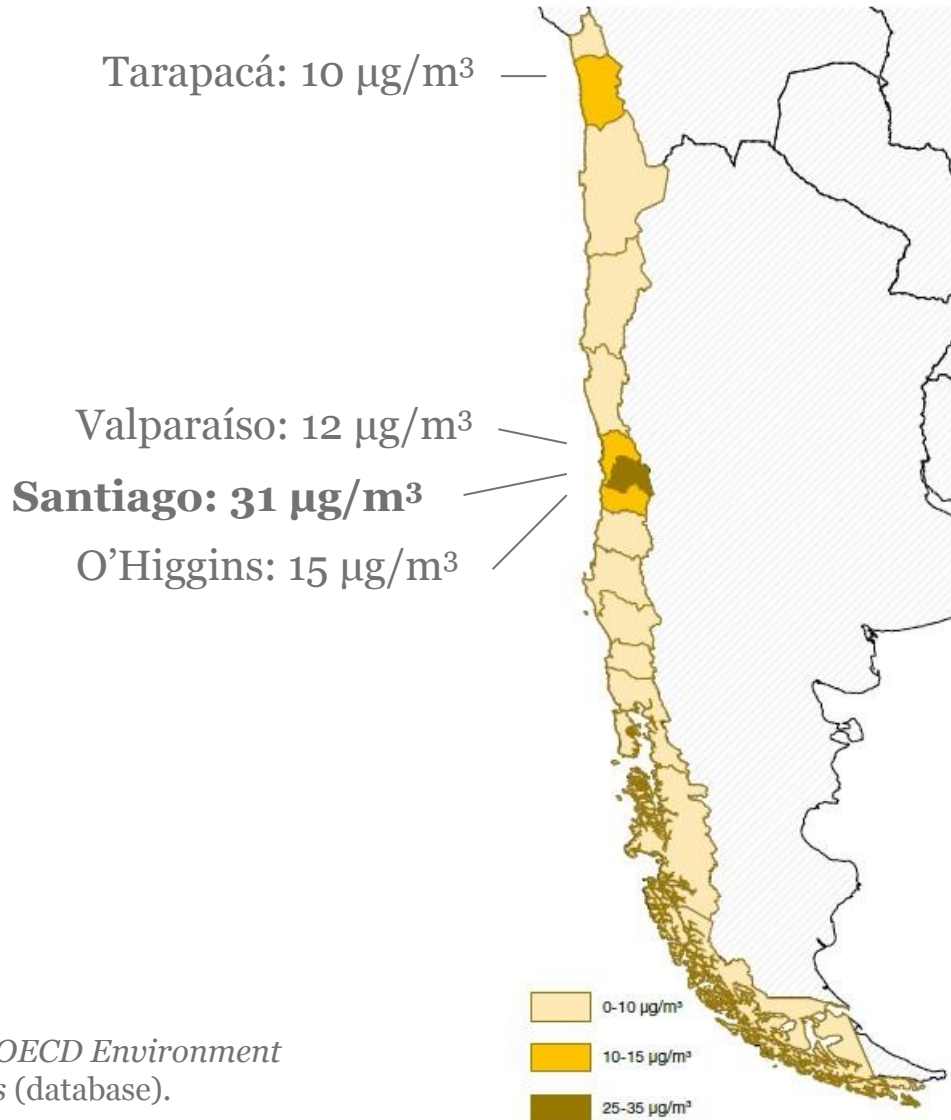 Tarapacá: 10 µg/m³
Valparaíso: 12 µg/m³
Santiago: 31 µg/m³
O’Higgins: 15 µg/m³
0-10 µg/m³
10-15 µg/m³
25-35 µg/m³
OECD Environment
(database).